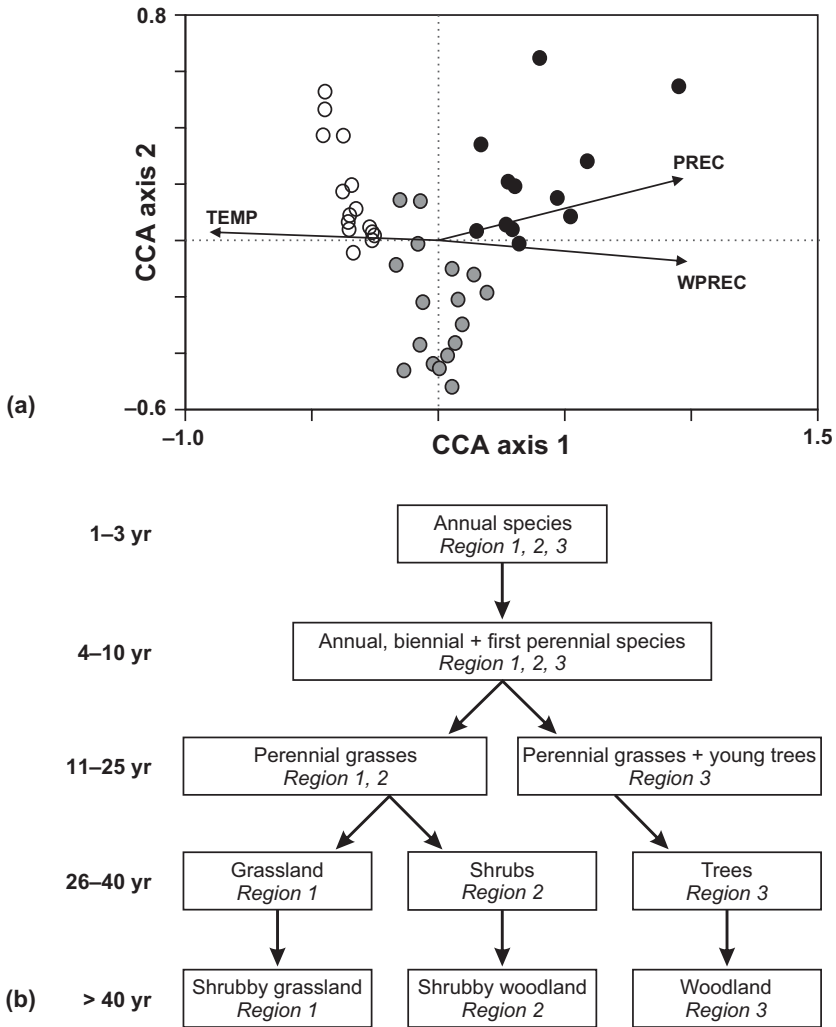 0.8
CCA axis 2
PREC
TEMP
WPREC
(a)
–0.6
–1.0
CCA axis 1
1.5
1–3 yr
Annual species
Region 1, 2, 3
4–10 yr
Annual, biennial + first perennial species
Region 1, 2, 3
11–25 yr
Perennial grasses
Region 1, 2
Perennial grasses + young trees
Region 3
26–40 yr
Grassland
Region 1
Shrubs
Region 2
Trees
Region 3
(b)
> 40 yr
Shrubby grassland
Region 1
Shrubby woodland
Region 2
Woodland
Region 3